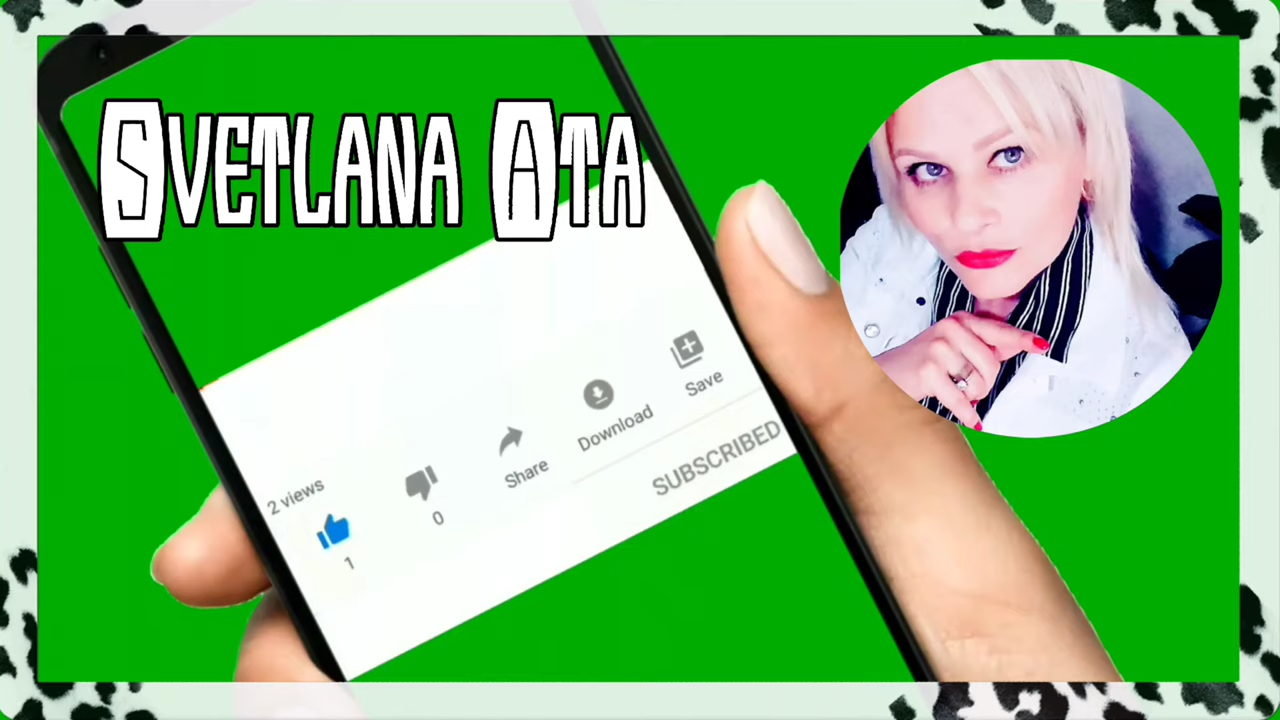 Svetlana Ata
Save
Download
Share
SUBSCRIBED
2 views
0
1